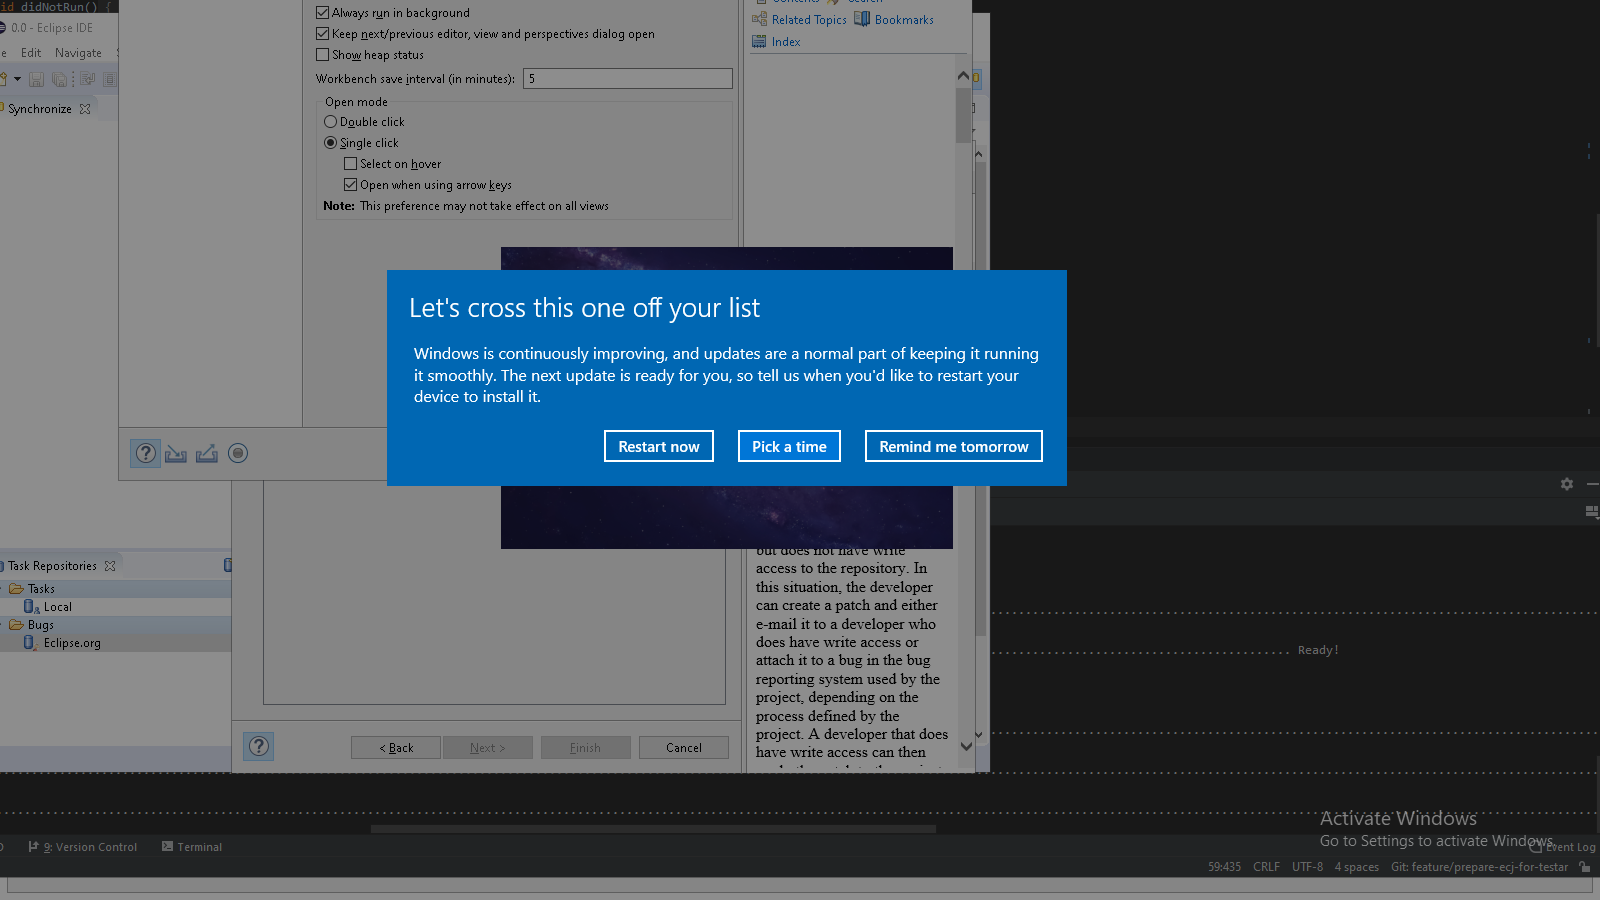 id didNotRun() {
0.0 - Eclipse IDE
Edit Navigate
Synchronize
Always run in background
Keep next/previous editor, view and perspectives dialog open
Show heap status
Workbench save interval (in minutes): 5
Open mode
Double click
Single click
Select on hover
Open when using arrow keys
Note: This preference may not take effect on all views
Related Topics Bookmarks
Index
Let's cross this one off your list
Windows is continuously improving, and updates are a normal part of keeping it running
it smoothly. The next update is ready for you, so tell us when you'd like to restart your
device to install it.
Restart now Pick a time Remind me tomorrow
Task Repositories
Tasks
Local
Bugs
Eclipse.org
but does not have write
access to the repository. In
this situation, the developer
can create a patch and either
e-mail it to a developer who
does have write access or
attach it to a bug in the bug
reporting system used by the
project, depending on the
process defined by the
project. A developer that does
have write access can then
< Back Next > Finish Cancel
Ready!
Activate Windows
Go to Settings to activate Windows.
9: Version Control Terminal Event Log
59:435 CRLF UTF-8 4 spaces Git: feature/prepare-ecj-for-testar